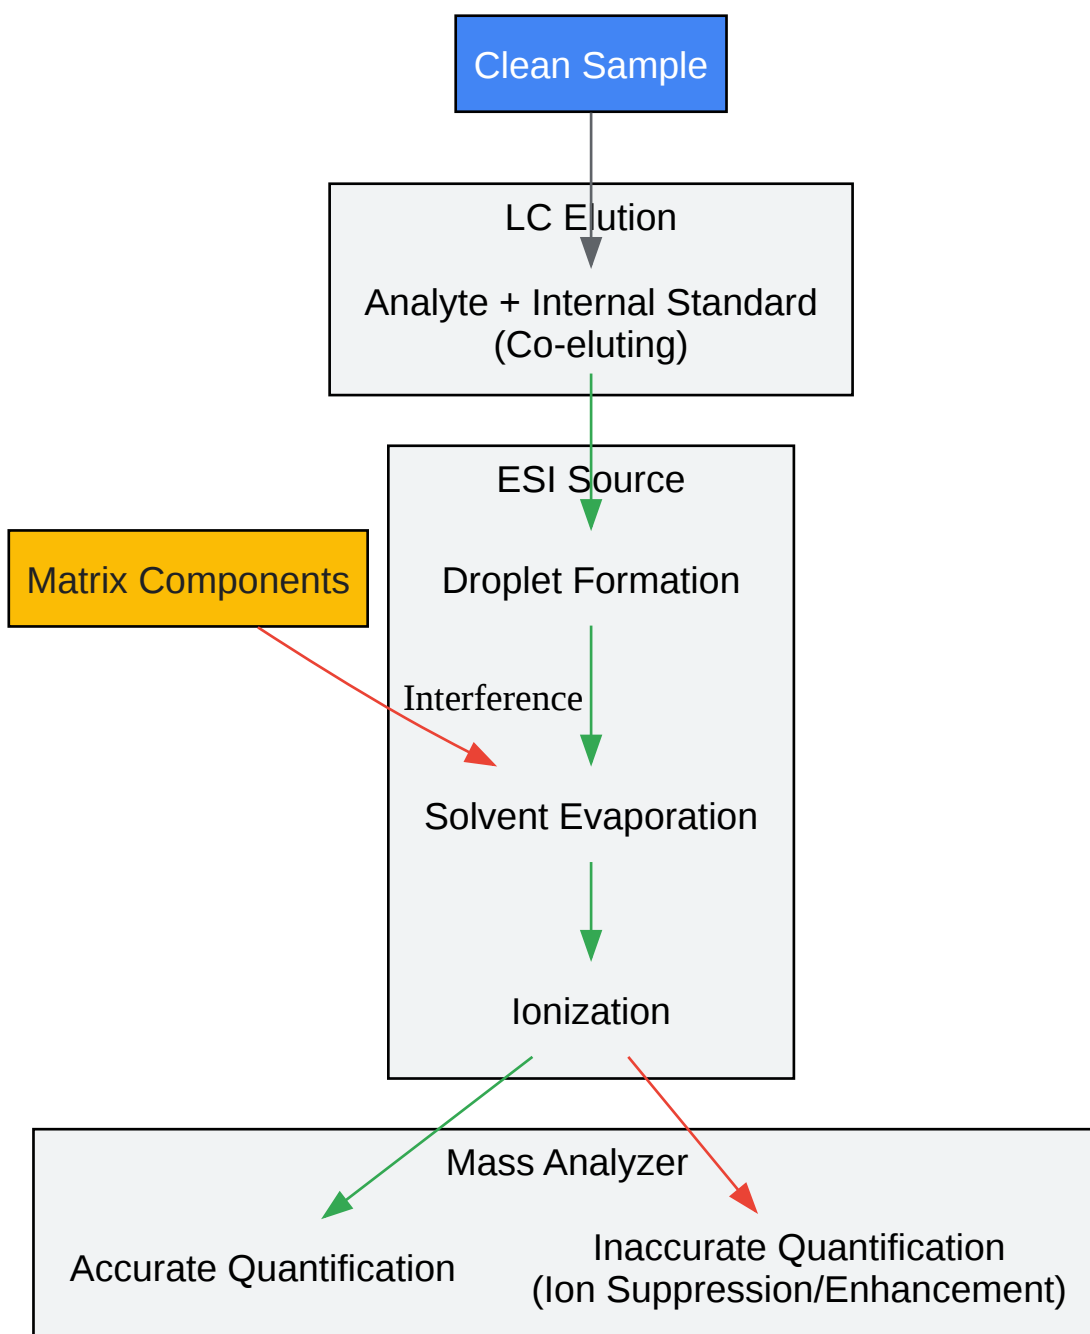 Clean Sample
LC Elution
Analyte + Internal Standard
(Co-eluting)
ESI Source
Matrix Components
Droplet Formation
Interference
Solvent Evaporation
Ionization
Mass Analyzer
Accurate Quantification
Inaccurate Quantification
(Ion Suppression/Enhancement)